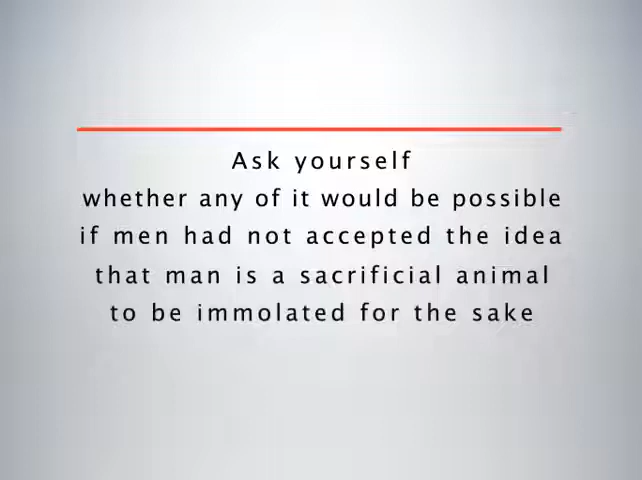 Ask yourself
whether any of it would be possible
if men had not accepted the idea
that man is a sacrificial animal
to be immolated for the sake